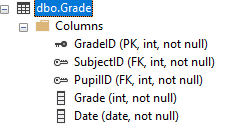 dbo.Grade
Columns
GradeID (PK, int, not null)
SubjectID (FK, int, not null)
PupilID (FK, int, not null)
Grade (int, not null)
Date (date, not null)